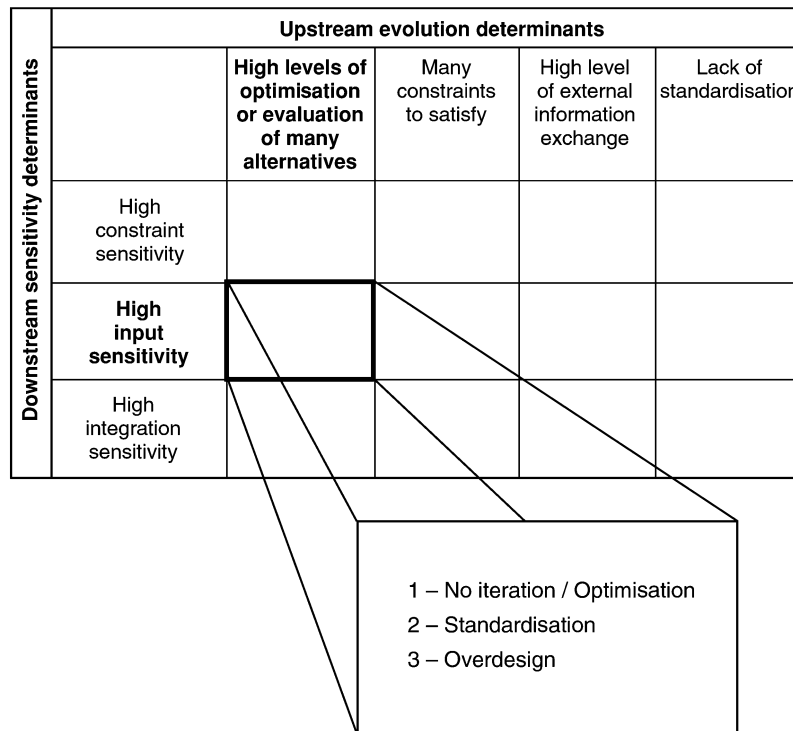 Upstream evolution determinants
Downstream sensitivity determinants
High levels of
optimisation
or evaluation
of many
alternatives
Many
constraints
to satisfy
High level
of external
information
exchange
Lack of
standardisation
High
constraint
sensitivity
High
input
sensitivity
High
integration
sensitivity
1 – No iteration / Optimisation
2 – Standardisation
3 – Overdesign